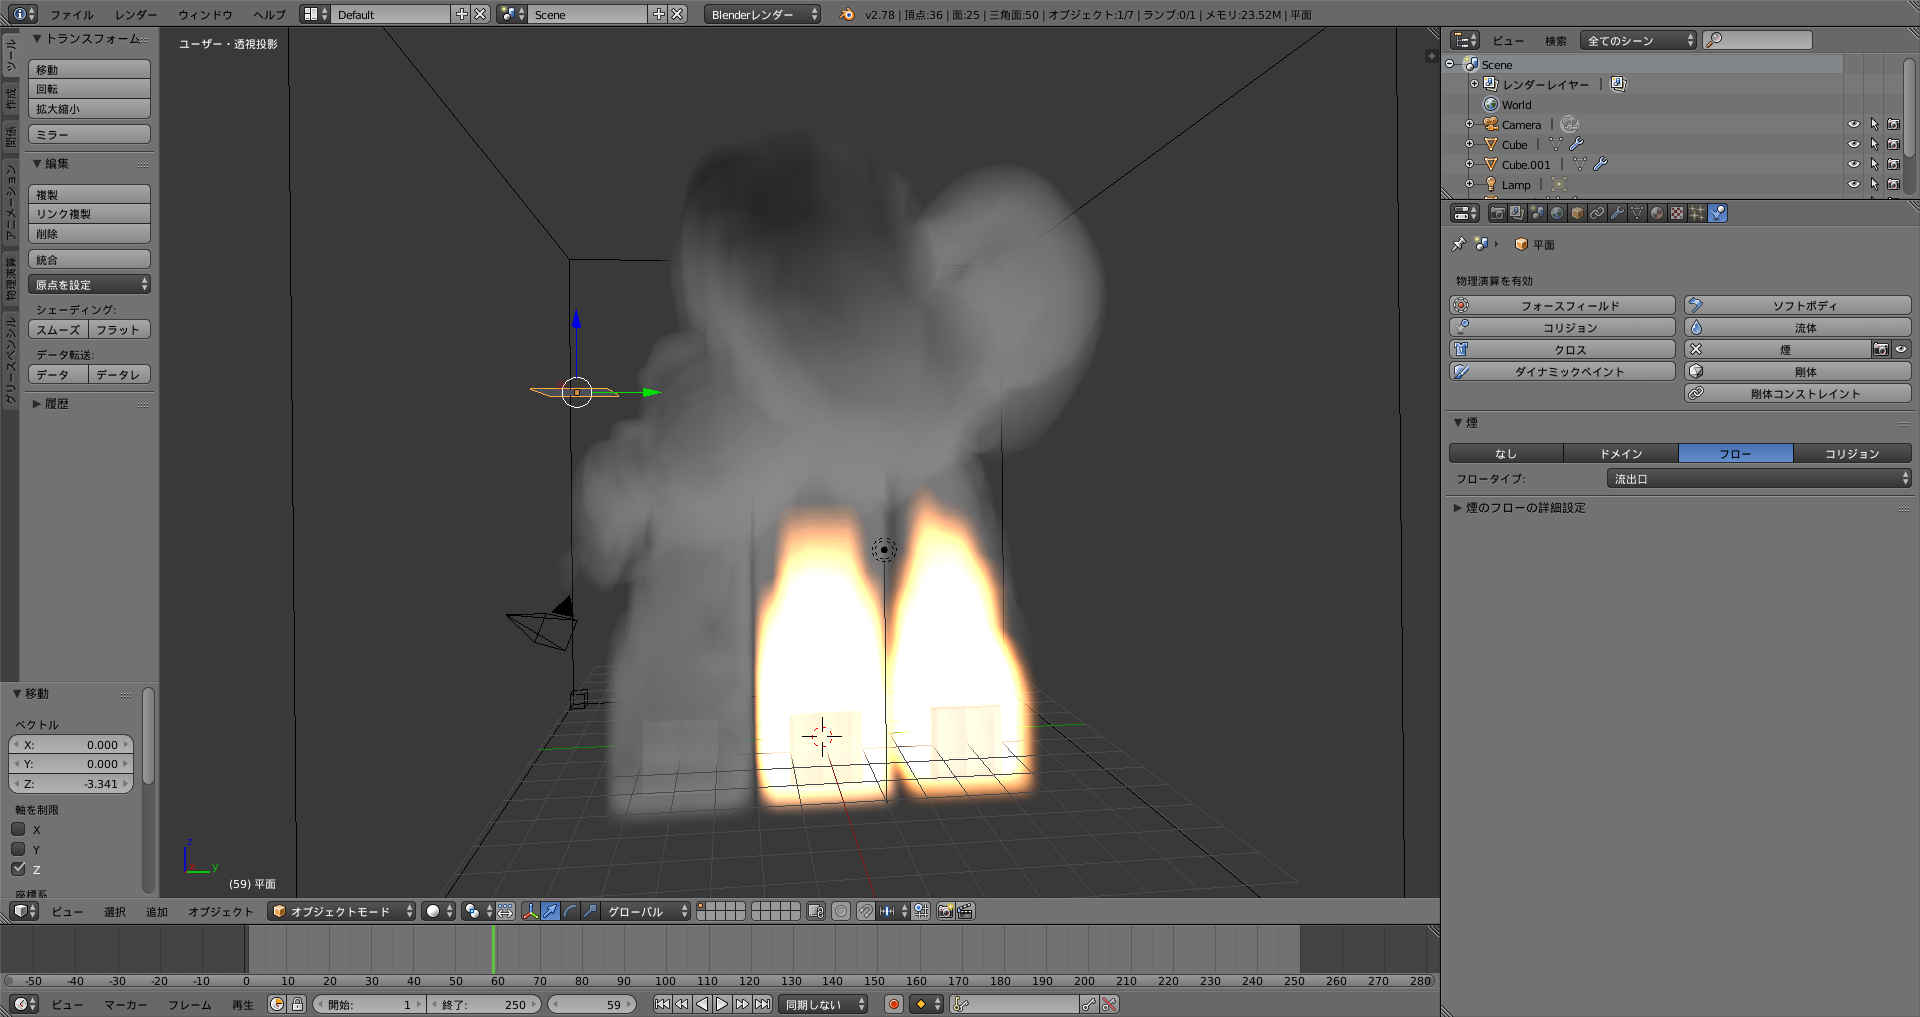 ファイル レンダー ウィンドウ ヘルプ Default Scene Blenderレンダー v2.78 | 頂点:36 | 面:25 | 三角面:50 | オブジェクト:1/7 | ランプ:0/1 | メモリ:23.52M | 平面
ツール
作成
関係
アニメーション
物理演算
グリースペンシル
トランスフォーム
移動
回転
拡大縮小
ミラー
編集
複製
リンク複製
削除
統合
原点を設定
シェーディング:
スムーズ フラット
データ転送:
データ データレ
履歴
移動
ベクトル
X: 0.000
Y: 0.000
Z: -3.341
軸を制限
X
Y
Z
座標系
ユーザー・透視投影
z
y
(59) 平面
ビュー 選択 追加 オブジェクト オブジェクトモード グローバル
-50 -40 -30 -20 -10 0 10 20 30 40 50 60 70 80 90 100 110 120 130 140 150 160 170 180 190 200 210 220 230 240 250 260 270 280
ビュー マーカー フレーム 再生 開始: 1 終了: 250 59 同期しない
ビュー 検索 全てのシーン
Scene
レンダーレイヤー |
World
Camera |
Cube |
Cube.001 |
Lamp |
平面
物理演算を有効
フォースフィールド ソフトボディ
コリジョン 流体
クロス 煙
ダイナミックペイント 剛体
剛体コンストレイント
煙
なし ドメイン フロー コリジョン
フロータイプ: 流出口
煙のフローの詳細設定